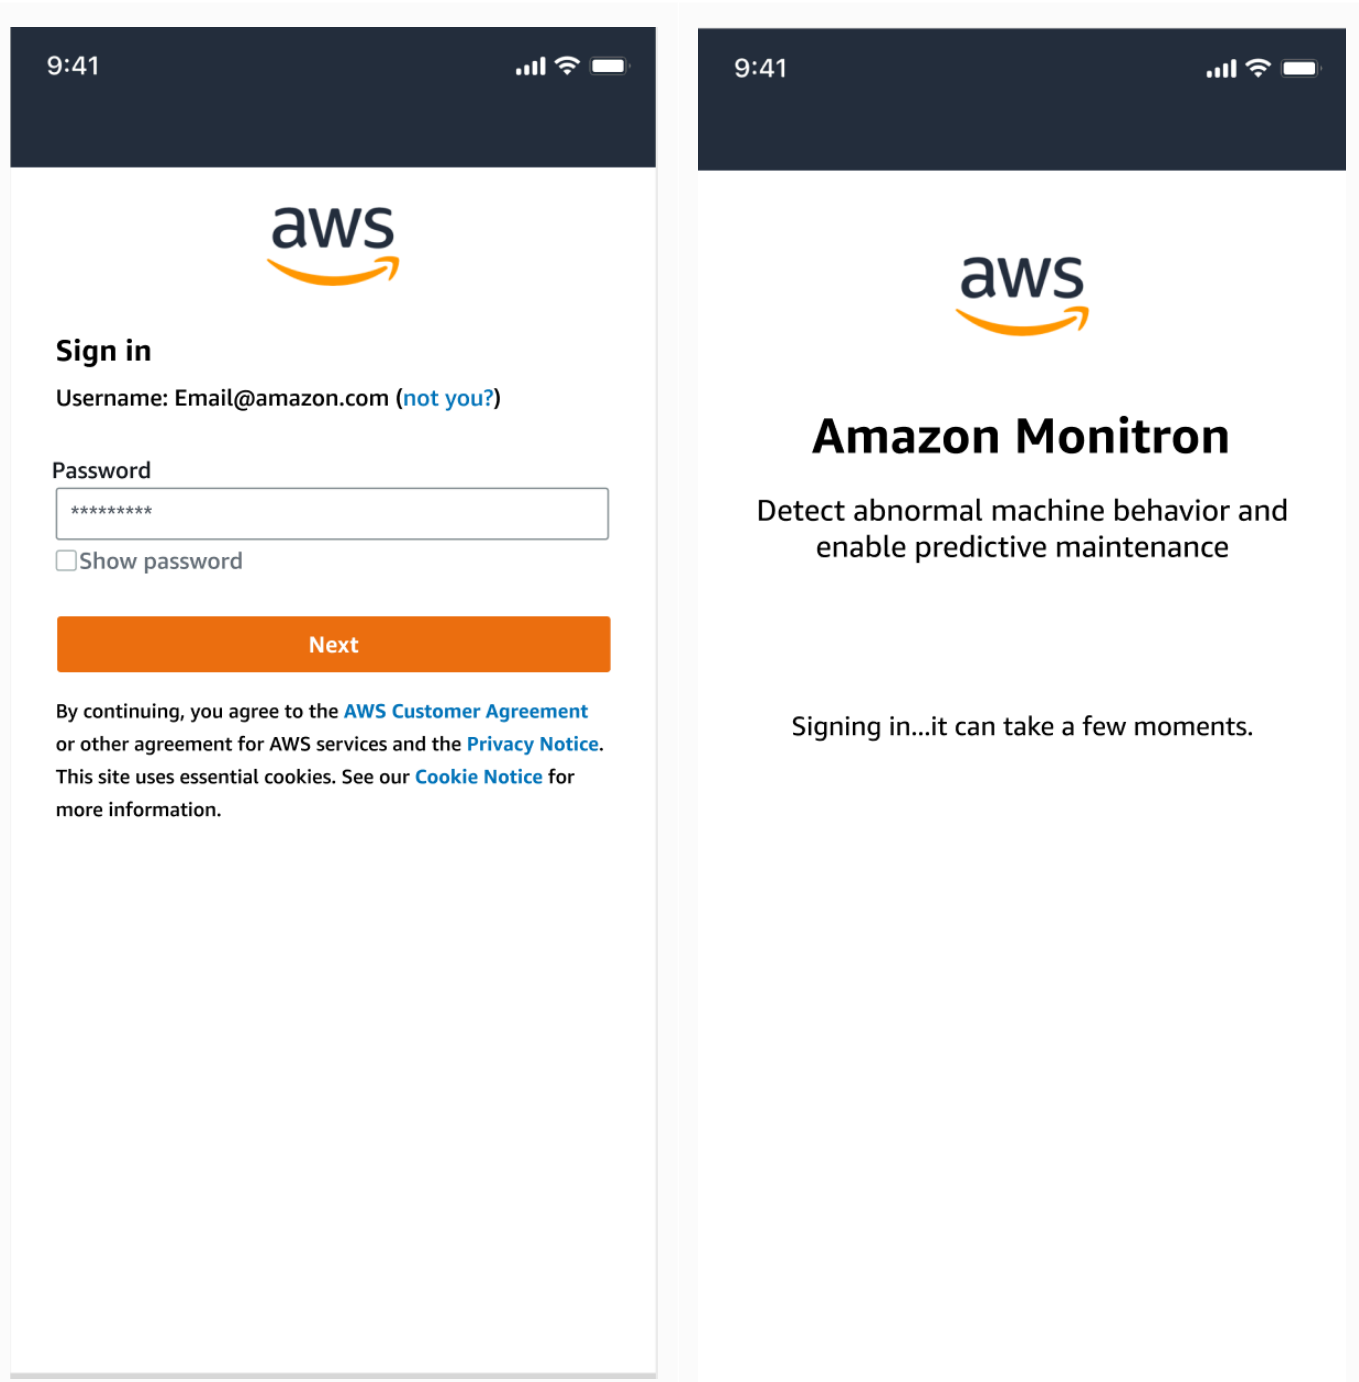 9:41
aws
Sign in
Username: Email@amazon.com (not you?)
Password
*********
Show password
Next
By continuing, you agree to the AWS Customer Agreement
or other agreement for AWS services and the Privacy Notice.
This site uses essential cookies. See our Cookie Notice for
more information.
9:41
aws
Amazon Monitron
Detect abnormal machine behavior and
enable predictive maintenance
Signing in...it can take a few moments.